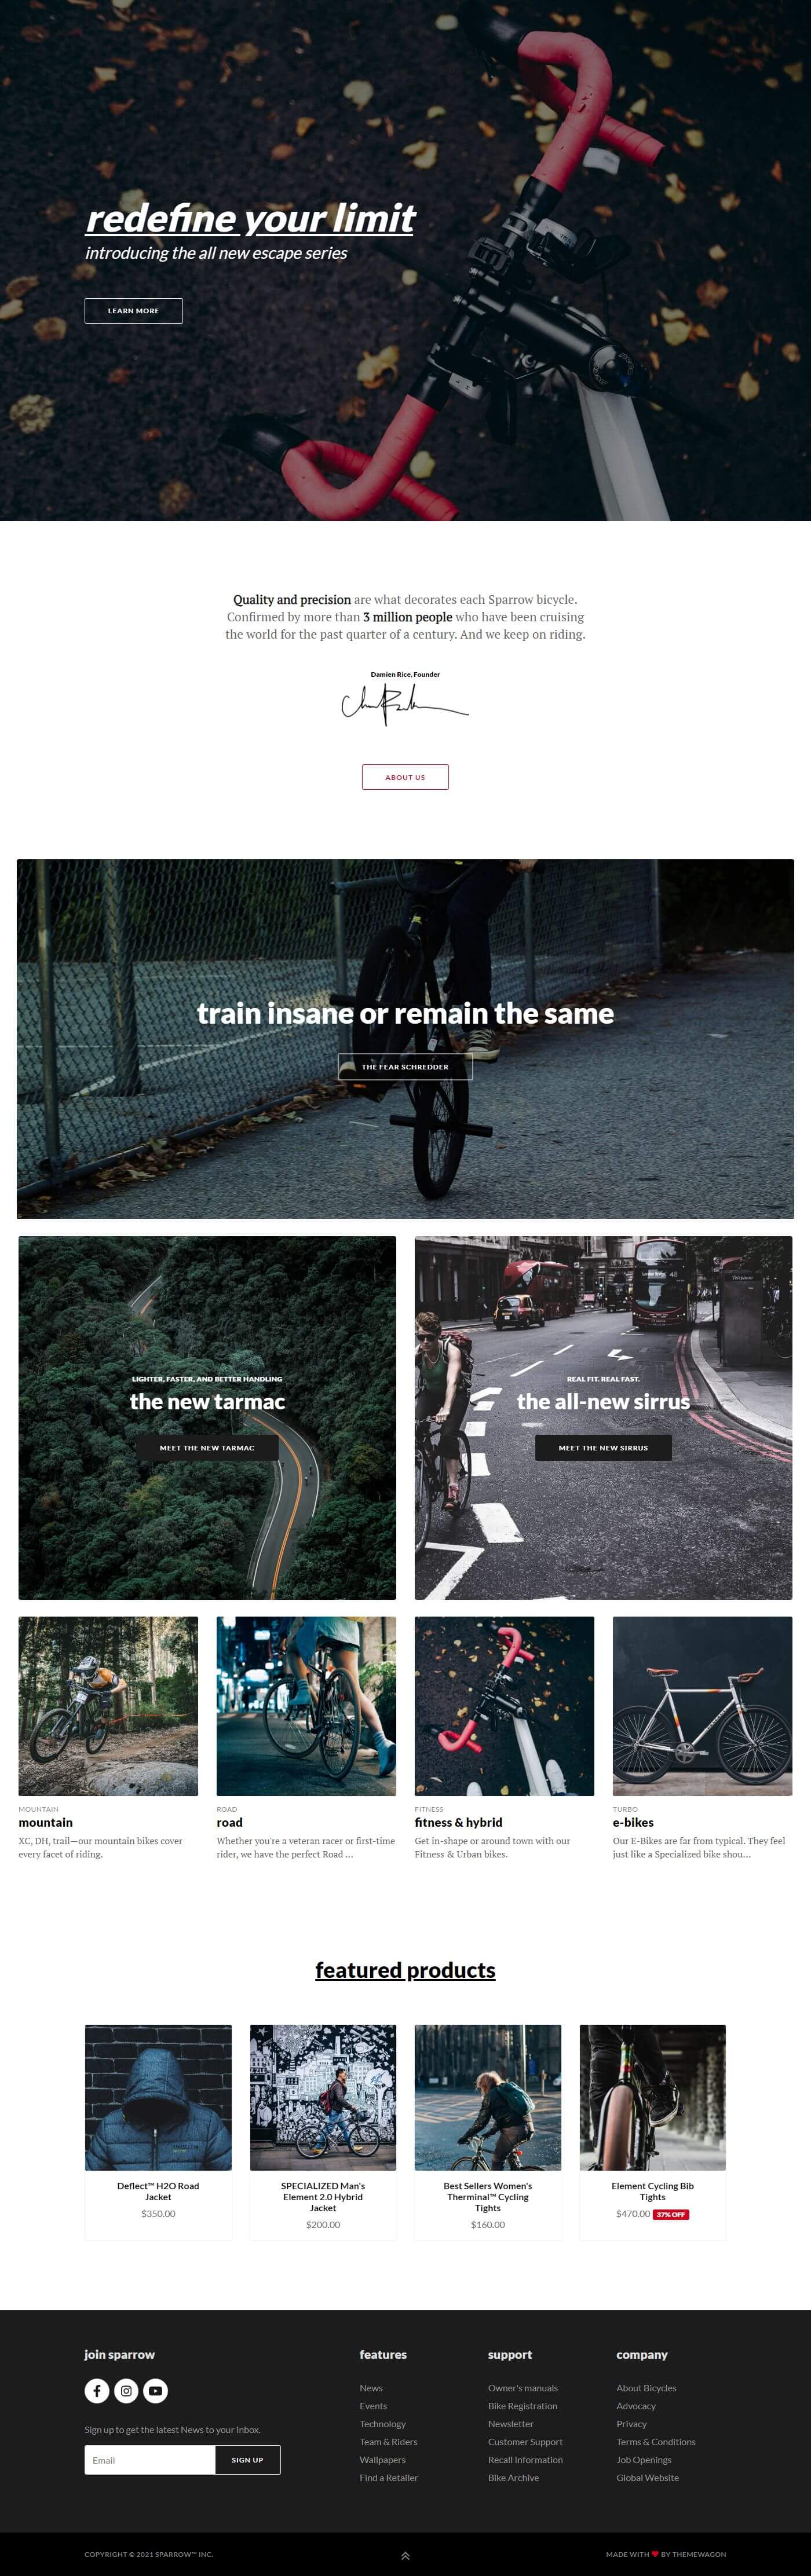 redefine your limit
introducing the all new escape series
LEARN MORE
Quality and precision are what decorates each Sparrow bicycle.
Confirmed by more than 3 million people who have been cruising
the world for the past quarter of a century. And we keep on riding.
Damien Rice, Founder
ABOUT US
train insane or remain the same
THE FEAR SCHREDDER
LIGHTER, FASTER, AND BETTER HANDLING
the new tarmac
MEET THE NEW TARMAC
REAL FIT. REAL FAST.
the all-new sirrus
MEET THE NEW SIRRUS
MOUNTAIN
mountain
XC, DH, trail—our mountain bikes cover
every facet of riding.
ROAD
road
Whether you're a veteran racer or first-time
rider, we have the perfect Road ...
FITNESS
fitness & hybrid
Get in-shape or around town with our
Fitness & Urban bikes.
TURBO
e-bikes
Our E-Bikes are far from typical. They feel
just like a Specialized bike shou...
featured products
Deflect™ H2O Road
Jacket
$350.00
SPECIALIZED Man's
Element 2.0 Hybrid
Jacket
$200.00
Best Sellers Women's
Therminal™ Cycling
Tights
$160.00
Element Cycling Bib
Tights
$470.00 37% OFF
join sparrow
Sign up to get the latest News to your inbox.
Email
SIGN UP
features
News
Events
Technology
Team & Riders
Wallpapers
Find a Retailer
support
Owner's manuals
Bike Registration
Newsletter
Customer Support
Recall Information
Bike Archive
company
About Bicycles
Advocacy
Privacy
Terms & Conditions
Job Openings
Global Website
COPYRIGHT © 2021 SPARROW™ INC.
MADE WITH ❤ BY THEMEWAGON